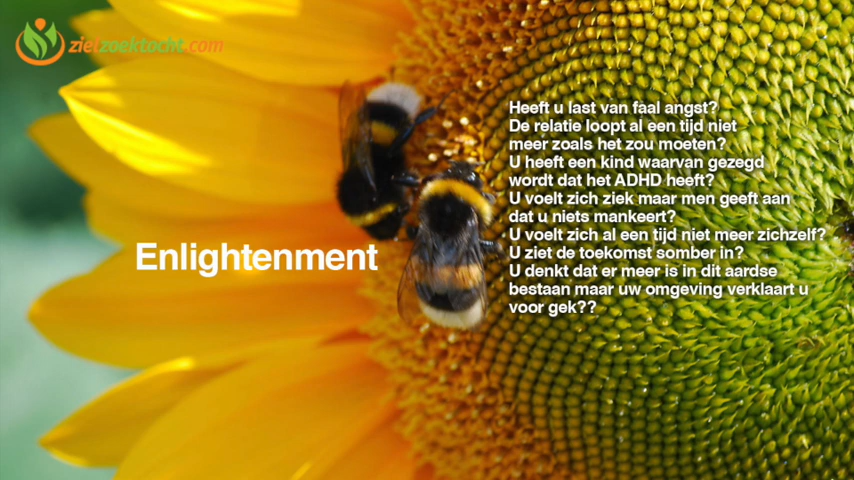 zielzoektocht.com
Heeft u last van faal angst?
De relatie loopt al een tijd niet
meer zoals het zou moeten?
U heeft een kind waarvan gezegd
wordt dat het ADHD heeft?
U voelt zich ziek maar men geeft aan
dat u niets mankeert?
U voelt zich al een tijd niet meer zichzelf?
U ziet de toekomst somber in?
U denkt dat er meer is in dit aardse
bestaan maar uw omgeving verklaart u
voor gek??
Enlightenment